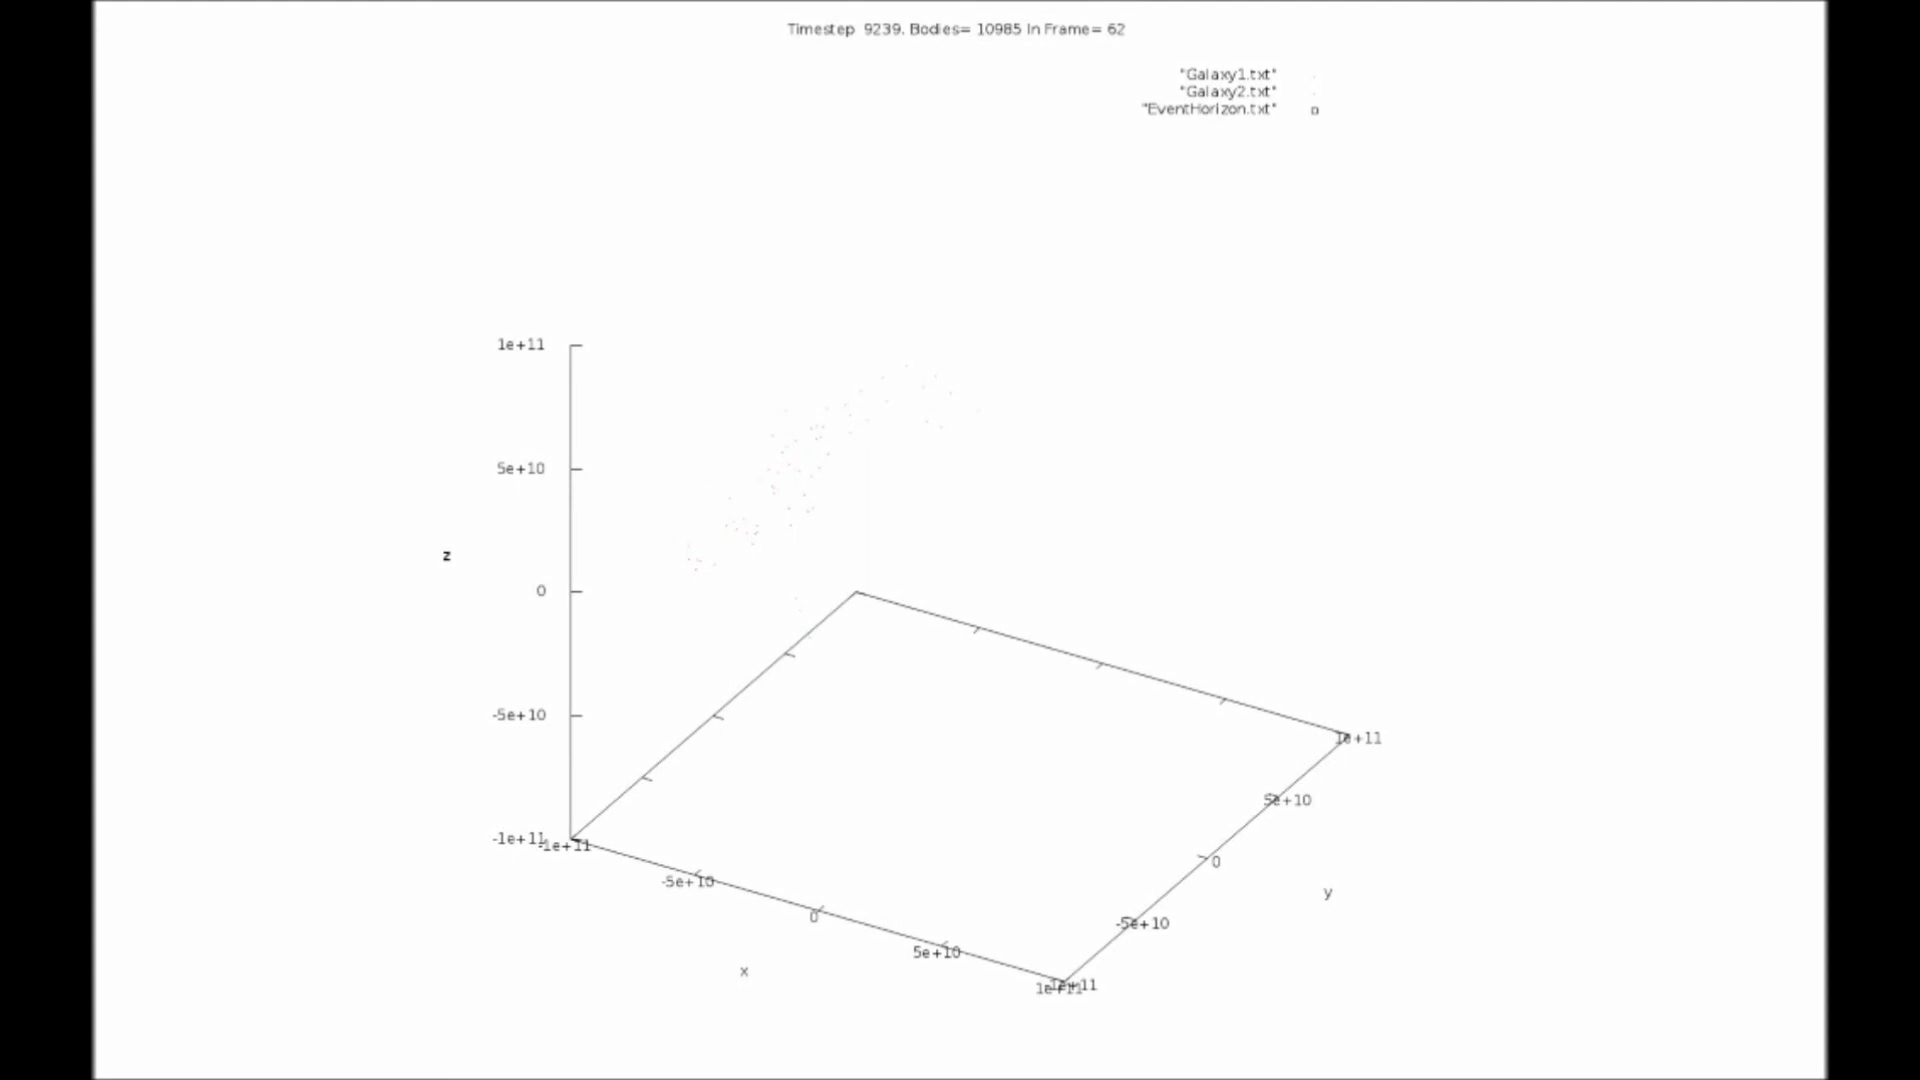 Timestep 9239. Bodies= 10985 In Frame= 62
"Galaxy1.txt"
"Galaxy2.txt"
"EventHorizon.txt"
1e+11
5e+10
z
0
-5e+10
1e+11
5e+10
-1e+11
-1e+11
0
-5e+10
y
0
-5e+10
5e+10
x
1e+11
-1e+11